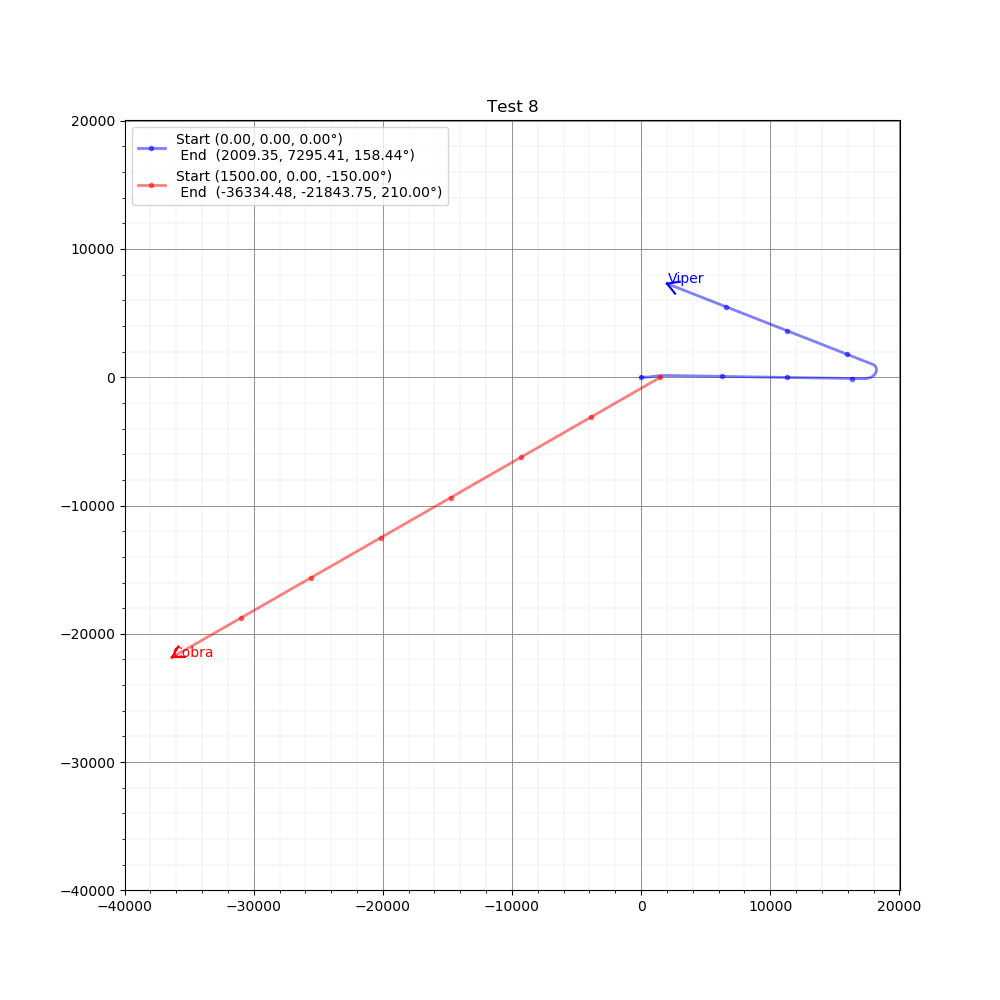 Test 8
Start (0.00, 0.00, 0.00°)
End (2009.35, 7295.41, 158.44°)
Start (1500.00, 0.00, -150.00°)
End (-36334.48, -21843.75, 210.00°)
20000
10000
Viper
0
−10000
−20000
Cobra
−30000
−40000
−40000 −30000 −20000 −10000 0 10000 20000